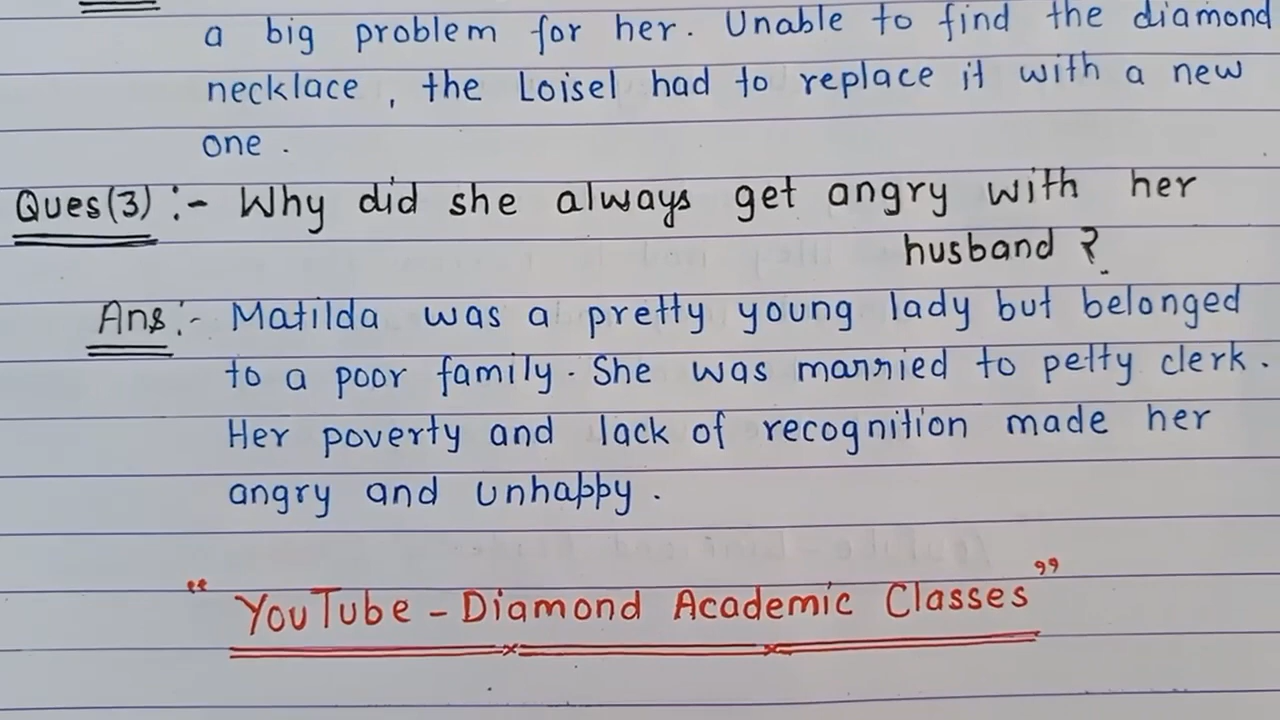 a big problem for her. Unable to find the diamond
necklace, the Loisel had to replace it with a new
one.
Ques(3):- Why did she always get angry with her
husband?
Ans:- Matilda was a pretty young lady but belonged
to a poor family. She was married to petty clerk.
Her poverty and lack of recognition made her
angry and unhappy.
"YouTube - Diamond Academic Classes"